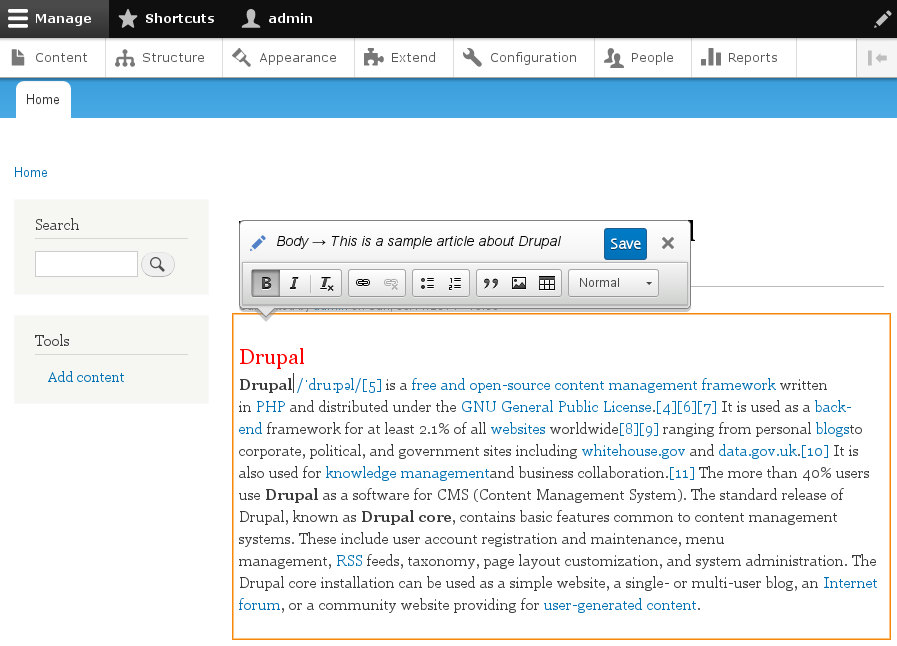 Manage Shortcuts admin
Content Structure Appearance Extend Configuration People Reports
Home
Home
Search
Body → This is a sample article about Drupal Save
B I Tx Normal
Tools
Add content
Drupal
Drupal/ˈdruːpəl/[5] is a free and open-source content management framework written
in PHP and distributed under the GNU General Public License.[4][6][7] It is used as a back-
end framework for at least 2.1% of all websites worldwide[8][9] ranging from personal blogsto
corporate, political, and government sites including whitehouse.gov and data.gov.uk.[10] It is
also used for knowledge managementand business collaboration.[11] The more than 40% users
use Drupal as a software for CMS (Content Management System). The standard release of
Drupal, known as Drupal core, contains basic features common to content management
systems. These include user account registration and maintenance, menu
management, RSS feeds, taxonomy, page layout customization, and system administration. The
Drupal core installation can be used as a simple website, a single- or multi-user blog, an Internet
forum, or a community website providing for user-generated content.